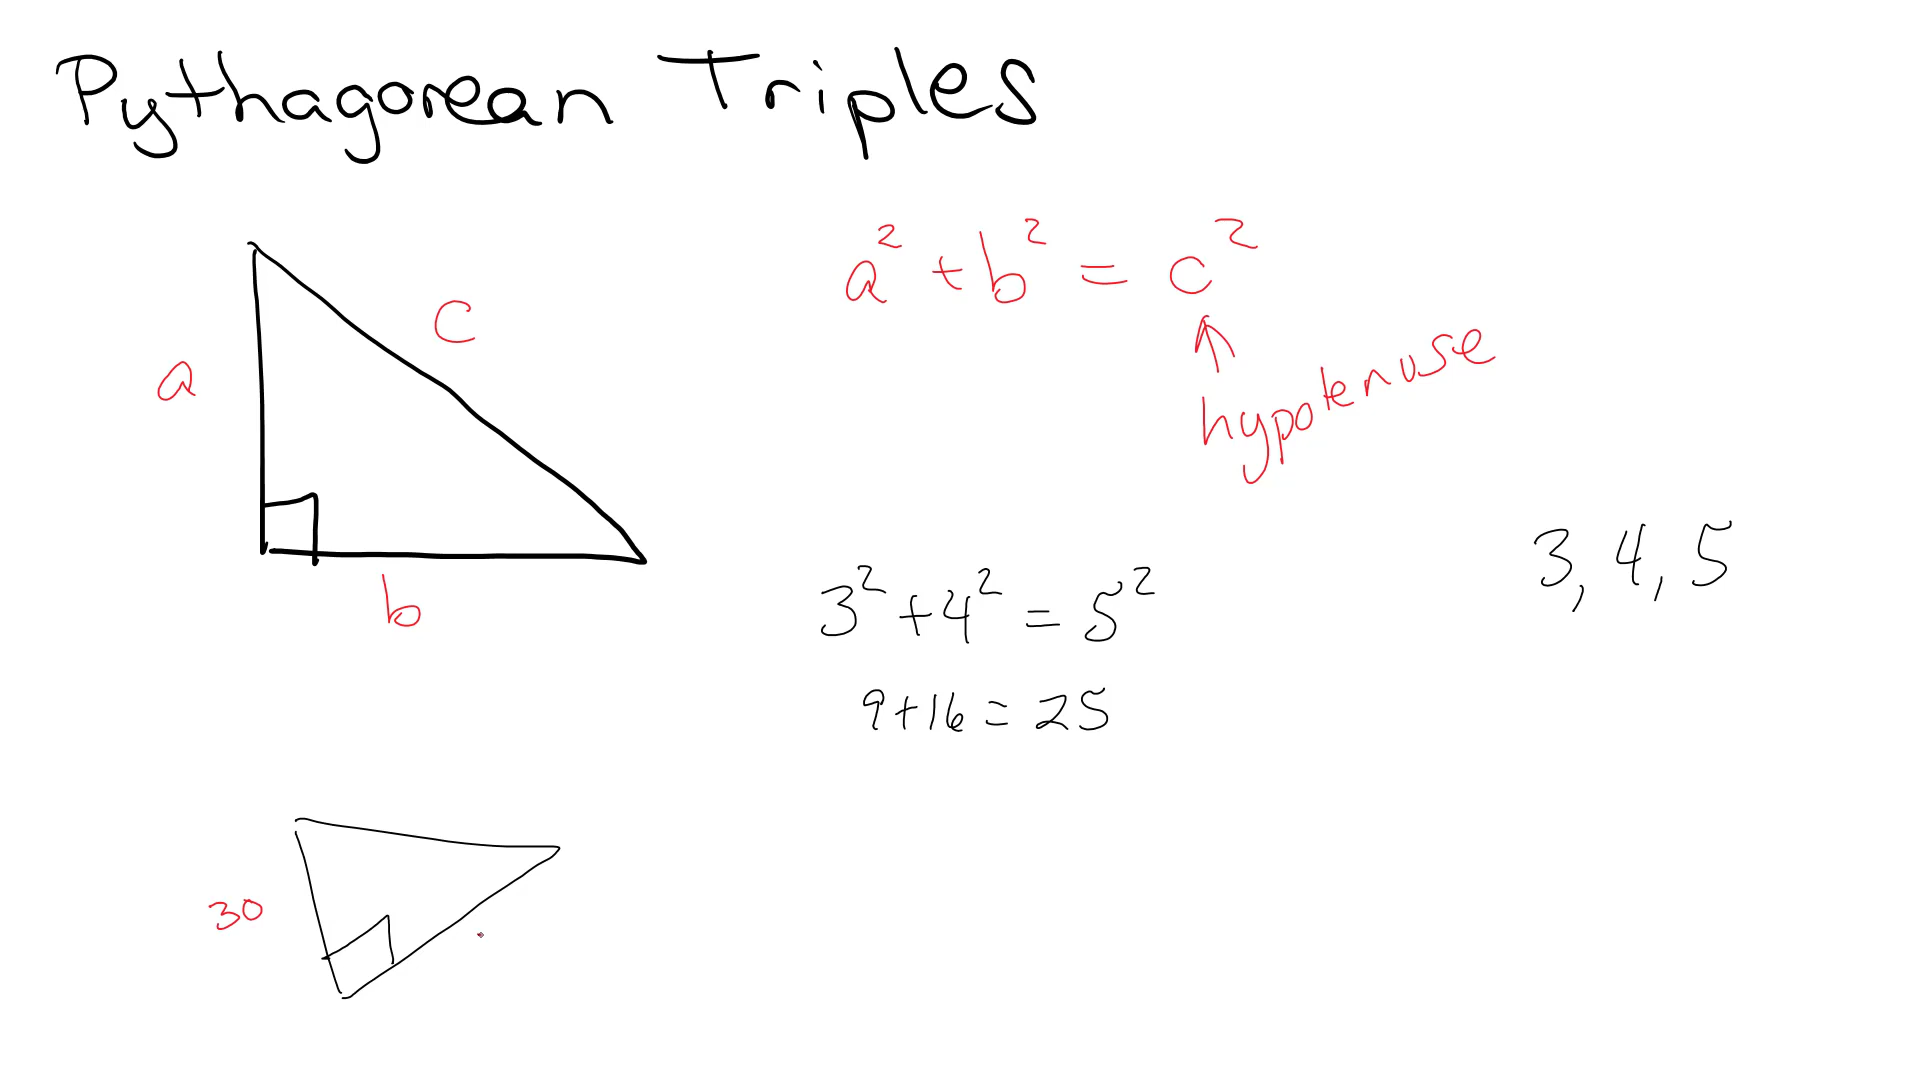 Pythagorean Triples
a² + b² = c²
c
a
hypotenuse
3, 4, 5
3² + 4² = 5²
b
9 + 16 = 25
30